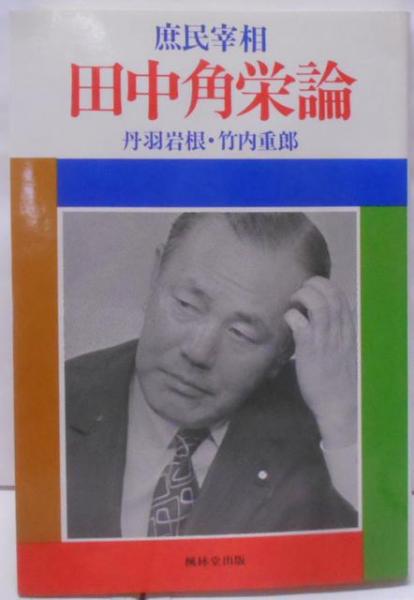 庶民宰相
田中角栄論
丹羽岩根・竹内重郎
楓林堂出版